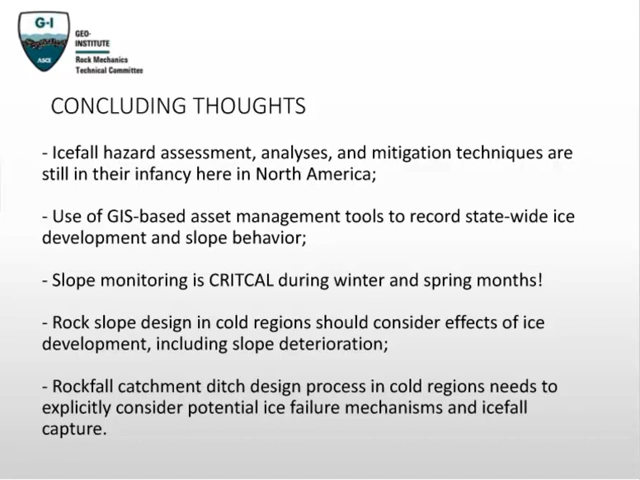 G-I
ASCE
GEO-
INSTITUTE
Rock Mechanics
Technical Committee
CONCLUDING THOUGHTS
- Icefall hazard assessment, analyses, and mitigation techniques are
still in their infancy here in North America;
- Use of GIS-based asset management tools to record state-wide ice
development and slope behavior;
- Slope monitoring is CRITCAL during winter and spring months!
- Rock slope design in cold regions should consider effects of ice
development, including slope deterioration;
- Rockfall catchment ditch design process in cold regions needs to
explicitly consider potential ice failure mechanisms and icefall
capture.